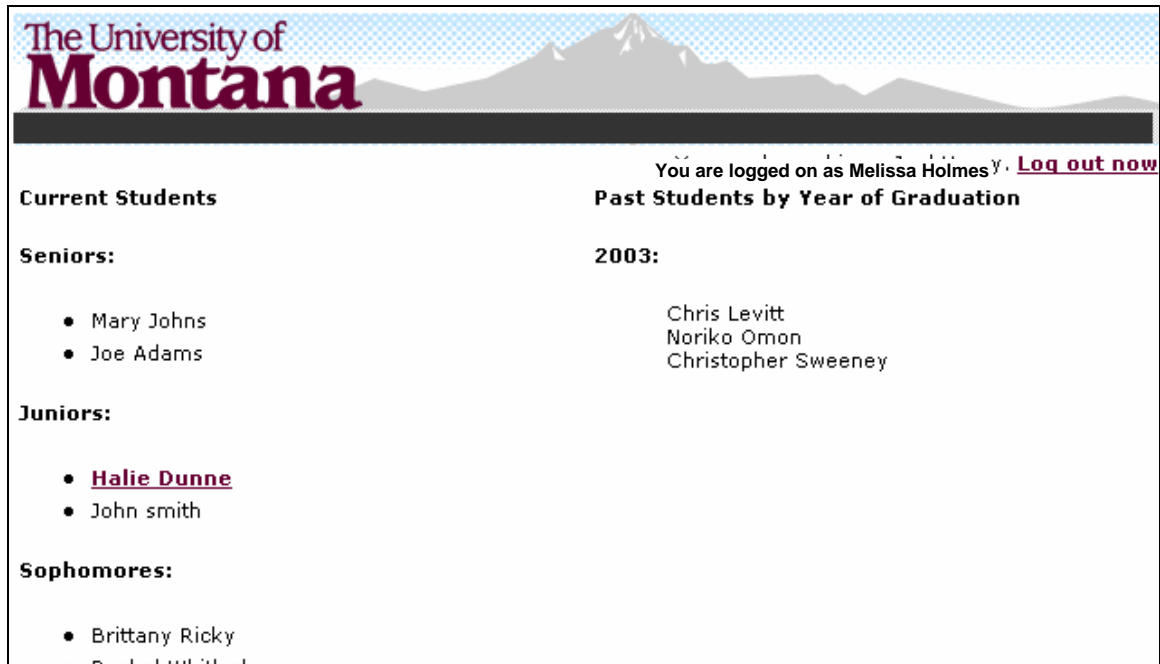 The University of
Montana
You are logged on as Melissa Holmes y. Log out now
Current Students
Seniors:
Mary Johns
Joe Adams
Juniors:
Halie Dunne
John smith
Sophomores:
Brittany Ricky
Past Students by Year of Graduation
2003:
Chris Levitt
Noriko Omon
Christopher Sweeney